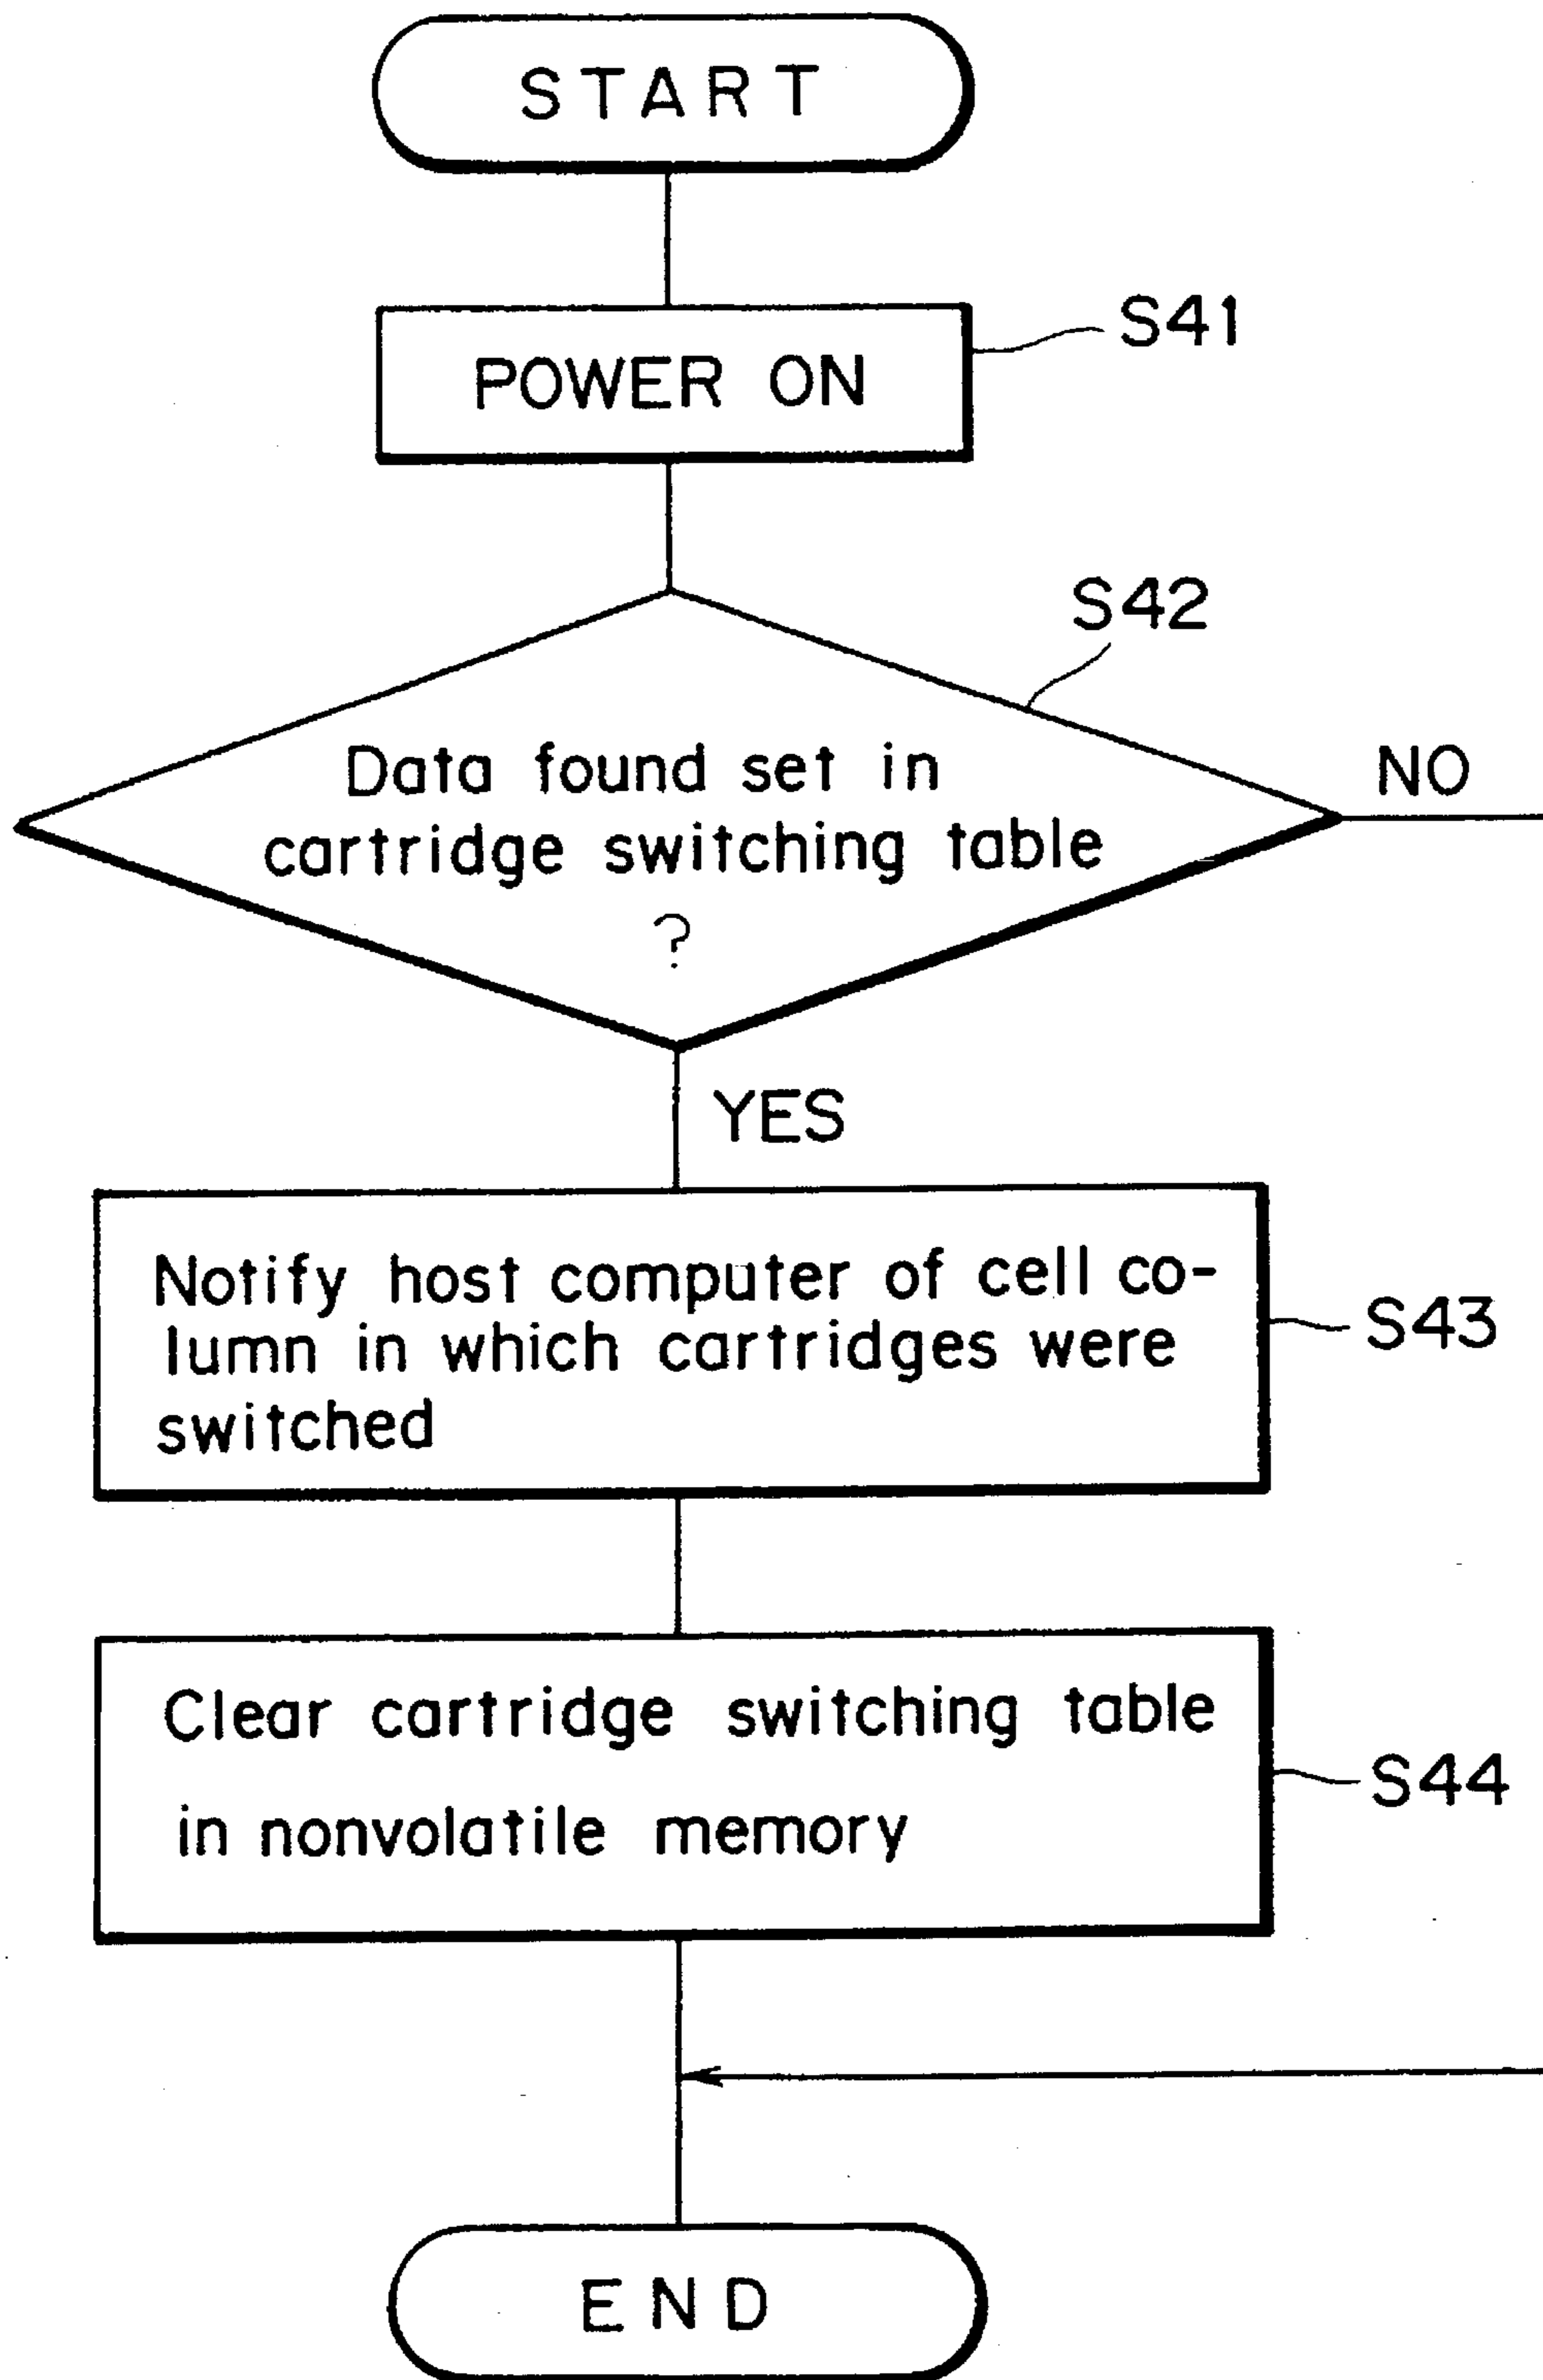 START
POWER ON
S41
S42
Data found set in
cartridge switching table
?
NO
YES
Notify host computer of cell co-
lumn in which cartridges were
switched
S43
Clear cartridge switching table
in nonvolatile memory
S44
END